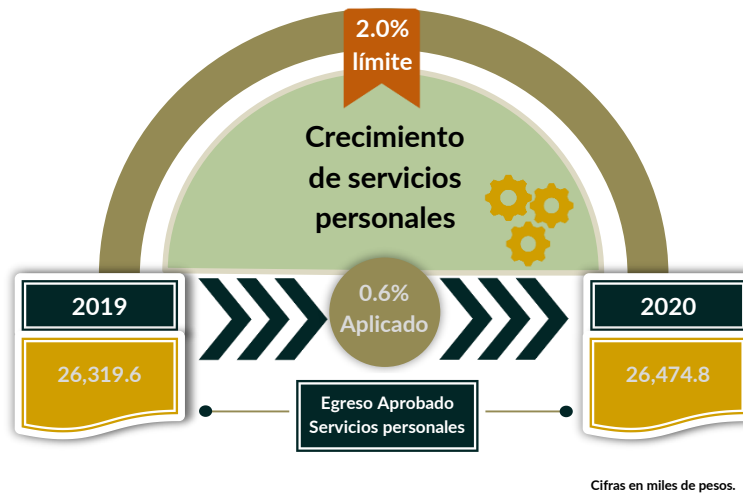 2.0%
límite
Crecimiento
de servicios
personales
2019
0.6%
Aplicado
2020
26,319.6
26,474.8
Egreso Aprobado
Servicios personales
Cifras en miles de pesos.